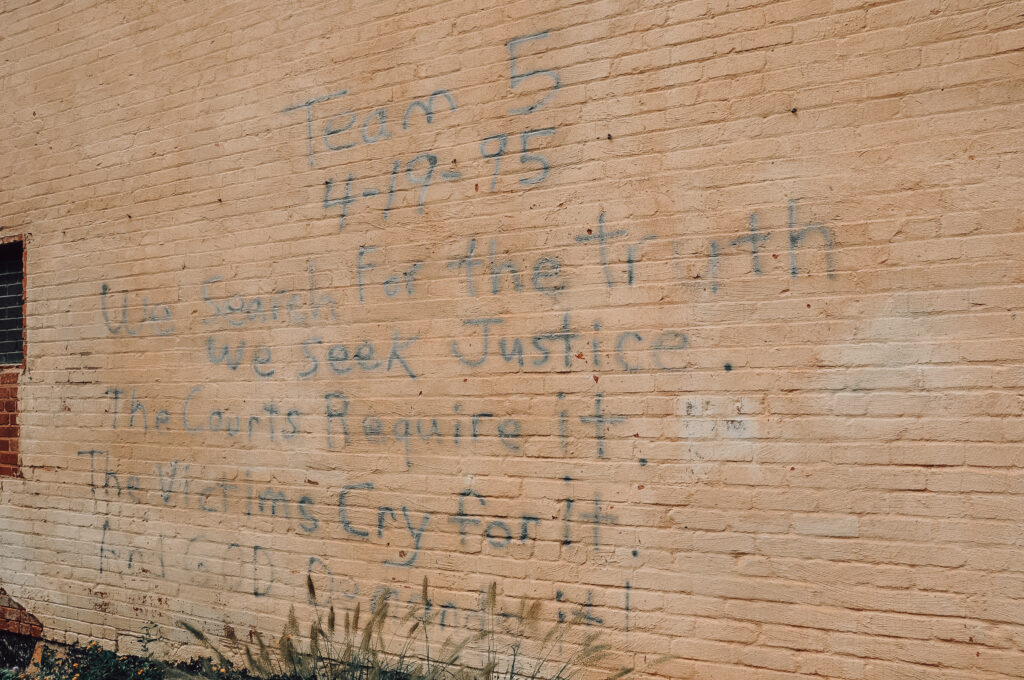 Team 5
4-19-95
We Search For the truth
We seek Justice.
The Courts Require it.
The Victims Cry for it.
And GOD Demands it!